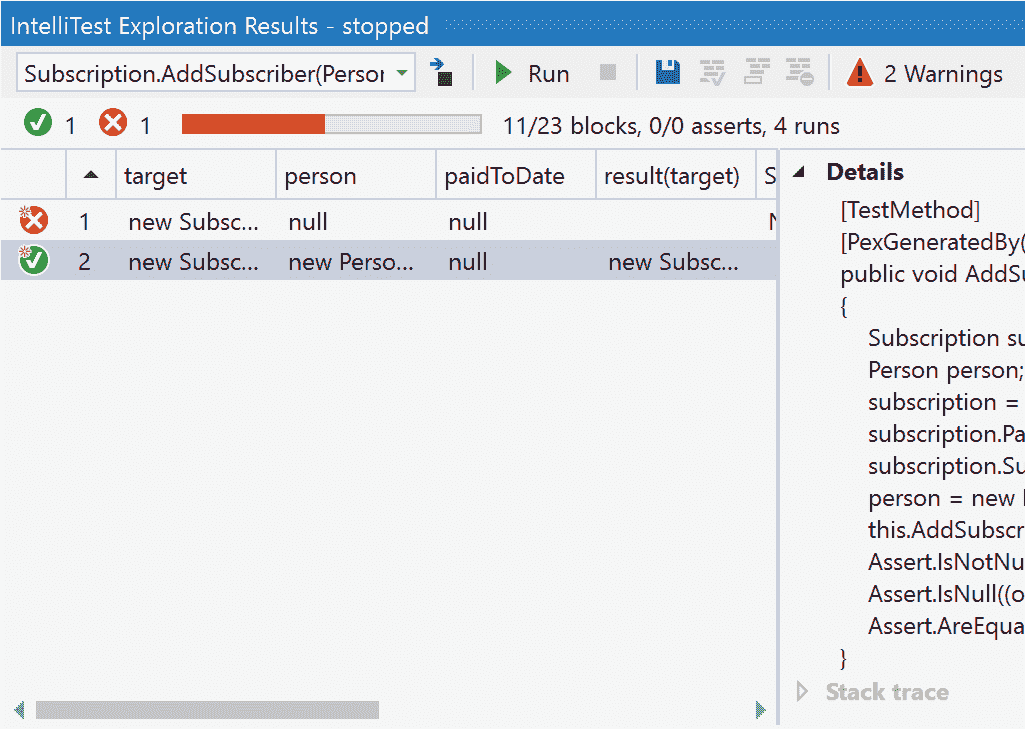 IntelliTest Exploration Results - stopped
Subscription.AddSubscriber(Person Run 2 Warnings
1 1 11/23 blocks, 0/0 asserts, 4 runs
target person paidToDate result(target) S
1 new Subsc... null null N
2 new Subsc... new Perso... null new Subsc...
Details
[TestMethod]
[PexGeneratedBy(
public void AddSu
{
Subscription su
Person person;
subscription =
subscription.Pa
subscription.Su
person = new
this.AddSubscr
Assert.IsNotNu
Assert.IsNull((o
Assert.AreEqua
}
Stack trace